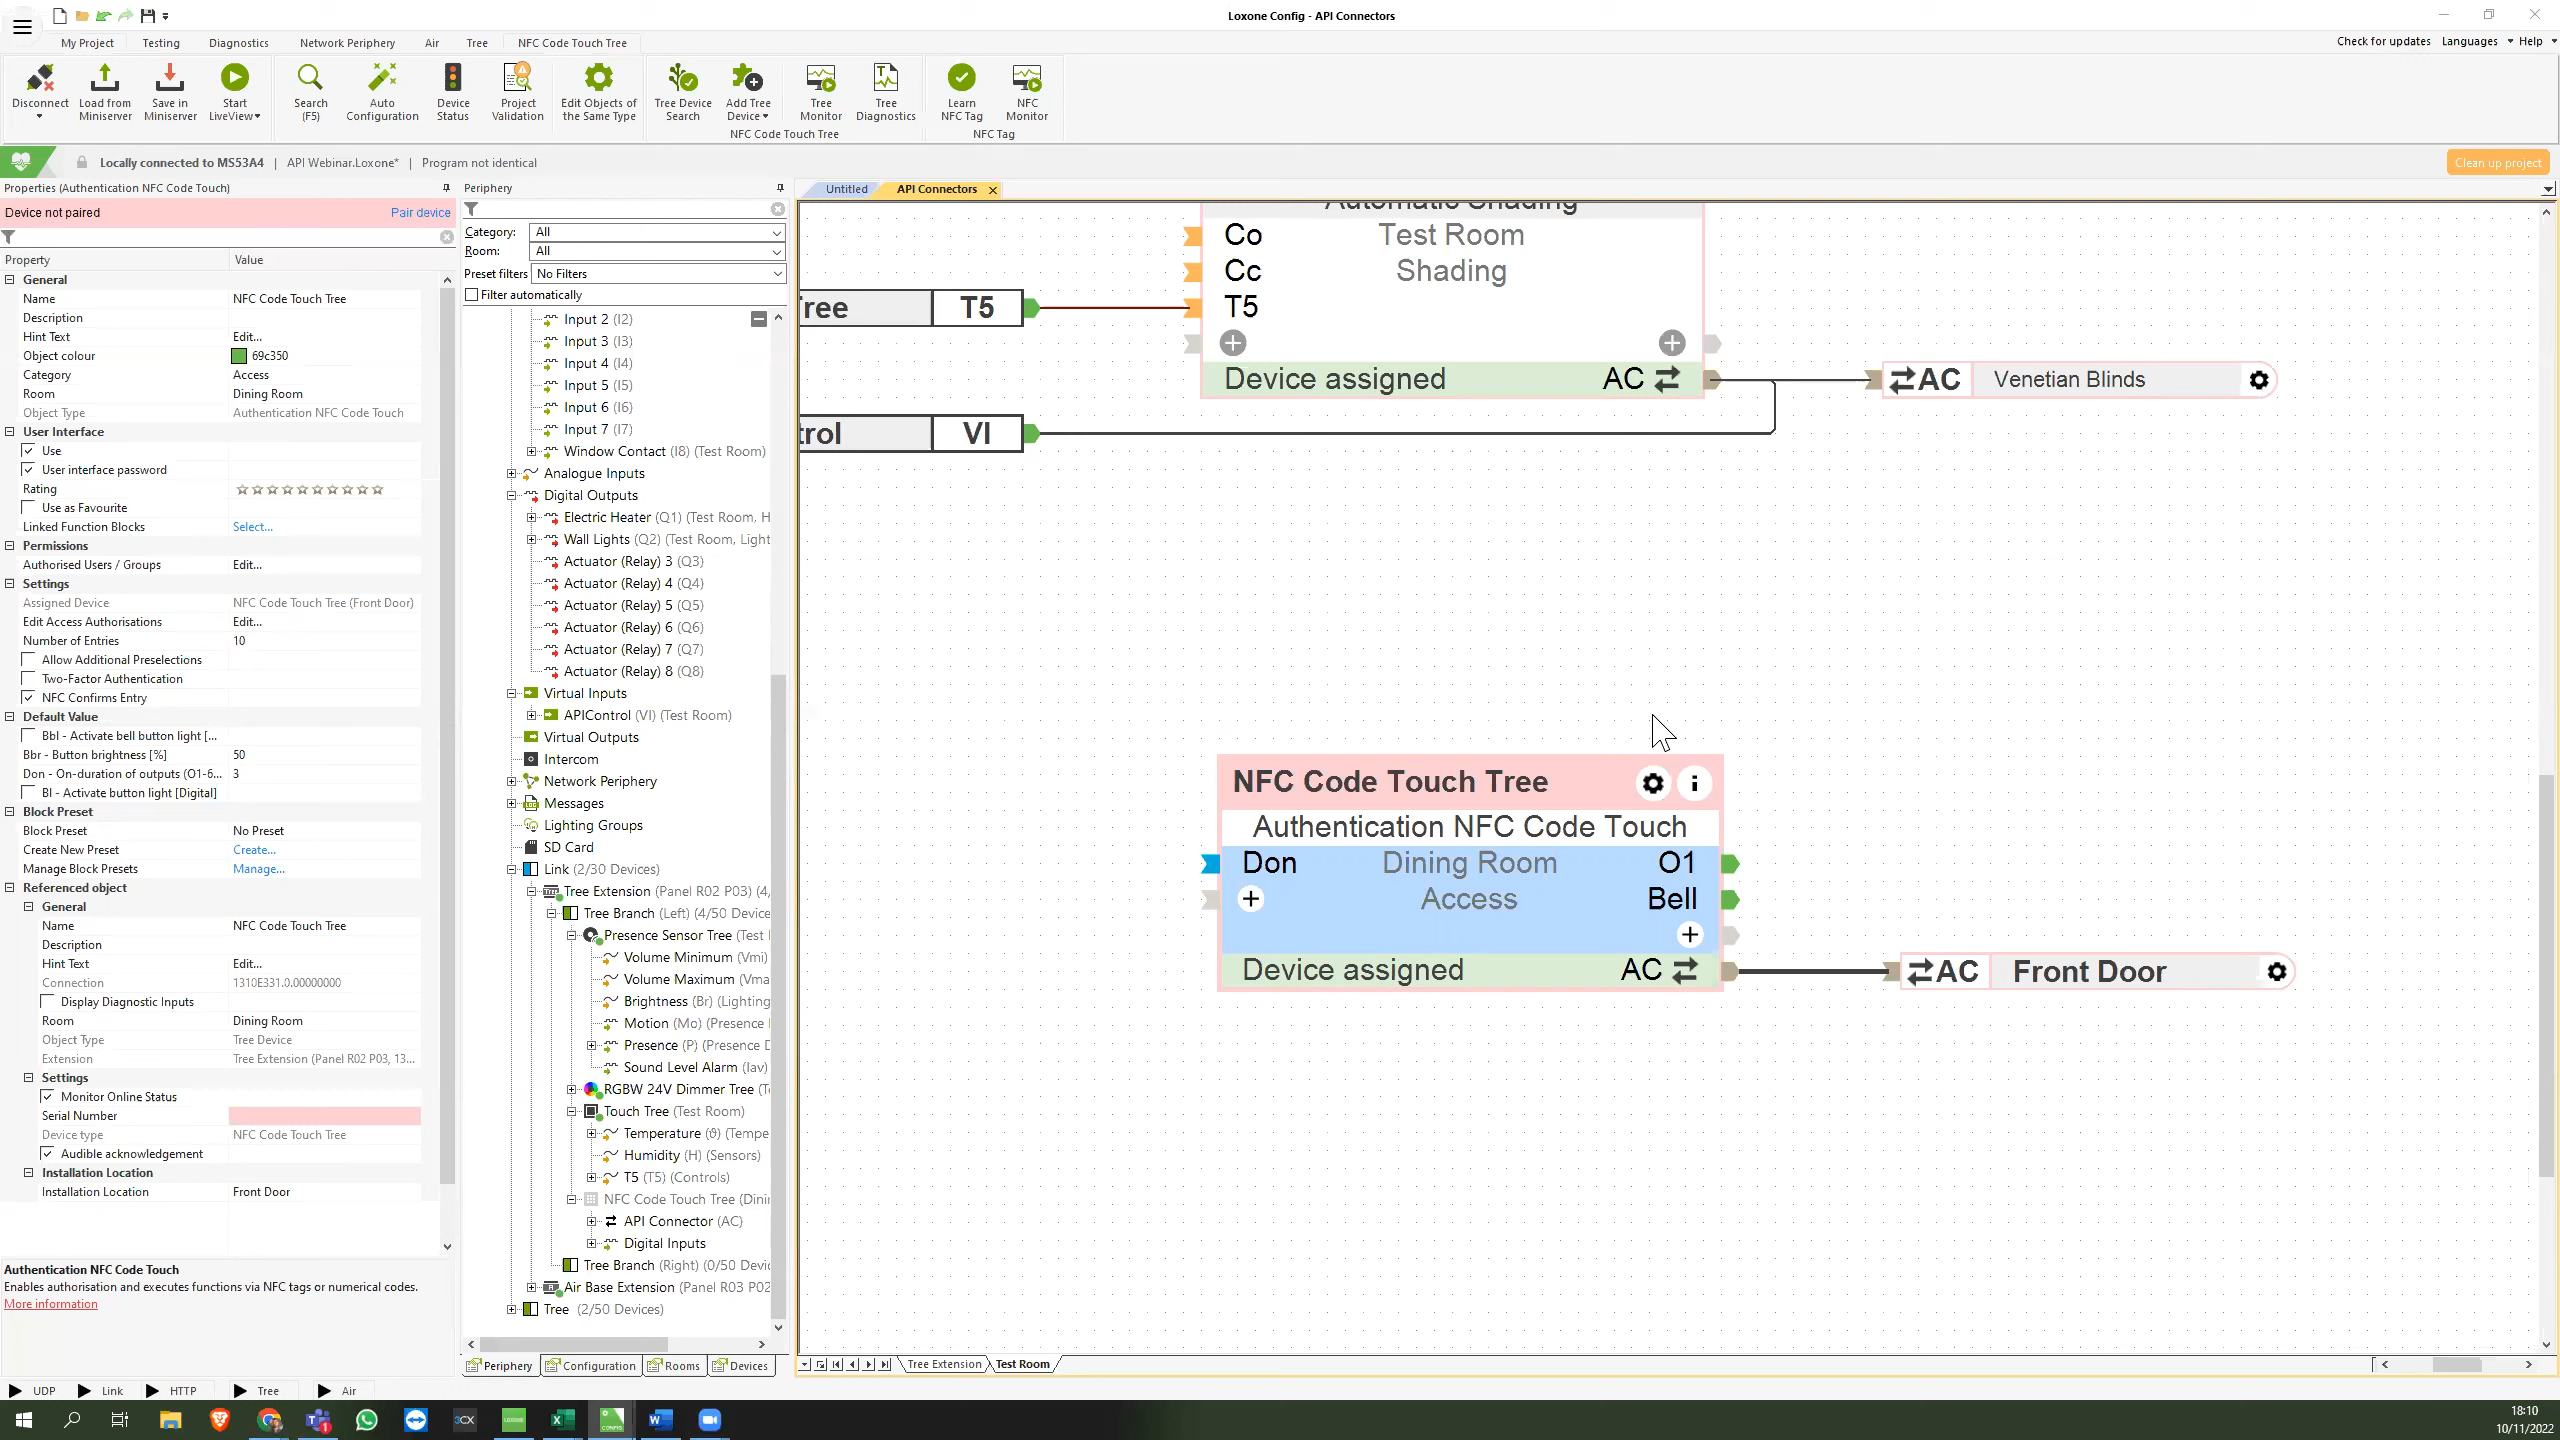 Loxone Config - API Connectors
My Project
Testing
Diagnostics
Network Periphery
Air
Tree
NFC Code Touch Tree
Check for updates
Languages
Help
Disconnect
Load from
Miniserver
Save in
Miniserver
Start
LiveView
Search
(F5)
Auto
Configuration
Device
Status
Project
Validation
Edit Objects of
the Same Type
Tree Device
Search
Add Tree
Device
Tree
Monitor
Tree
Diagnostics
NFC Code Touch Tree
Learn
NFC Tag
NFC
Monitor
NFC Tag
Locally connected to MS53A4 | API Webinar.Loxone* | Program not identical
Clean up project
Properties (Authentication NFC Code Touch)
Device not paired
Pair device
Property Value
General
Name NFC Code Touch Tree
Description
Hint Text Edit...
Object colour 69c350
Category Access
Room Dining Room
Object Type Authentication NFC Code Touch
User Interface
Use
User interface password
Rating
Use as Favourite
Linked Function Blocks Select...
Permissions
Authorised Users / Groups Edit...
Settings
Assigned Device NFC Code Touch Tree (Front Door)
Edit Access Authorisations Edit...
Number of Entries 10
Allow Additional Preselections
Two-Factor Authentication
NFC Confirms Entry
Default Value
Bbl - Activate bell button light [...
Bbr - Button brightness [%] 50
Don - On-duration of outputs (O1-6... 3
Bl - Activate button light [Digital]
Block Preset
Block Preset No Preset
Create New Preset Create...
Manage Block Presets Manage...
Referenced object
General
Name NFC Code Touch Tree
Description
Hint Text Edit...
Connection 1310E331.0.00000000
Display Diagnostic Inputs
Room Dining Room
Object Type Tree Device
Extension Tree Extension (Panel R02 P03, 13...
Settings
Monitor Online Status
Serial Number
Device type NFC Code Touch Tree
Audible acknowledgement
Installation Location
Installation Location Front Door
Authentication NFC Code Touch
Enables authorisation and executes functions via NFC tags or numerical codes.
More information
Periphery
Category: All
Room: All
Preset filters No Filters
Filter automatically
Input 2 (I2)
Input 3 (I3)
Input 4 (I4)
Input 5 (I5)
Input 6 (I6)
Input 7 (I7)
Window Contact (I8) (Test Room)
Analogue Inputs
Digital Outputs
Electric Heater (Q1) (Test Room, H
Wall Lights (Q2) (Test Room, Light
Actuator (Relay) 3 (Q3)
Actuator (Relay) 4 (Q4)
Actuator (Relay) 5 (Q5)
Actuator (Relay) 6 (Q6)
Actuator (Relay) 7 (Q7)
Actuator (Relay) 8 (Q8)
Virtual Inputs
APIControl (VI) (Test Room)
Virtual Outputs
Intercom
Network Periphery
Messages
Lighting Groups
SD Card
Link (2/30 Devices)
Tree Extension (Panel R02 P03) (4/
Tree Branch (Left) (4/50 Device
Presence Sensor Tree (Test
Volume Minimum (Vmi)
Volume Maximum (Vma
Brightness (Br) (Lighting
Motion (Mo) (Presence
Presence (P) (Presence D
Sound Level Alarm (Iav)
RGBW 24V Dimmer Tree (T
Touch Tree (Test Room)
Temperature (ϑ) (Tempe
Humidity (H) (Sensors)
T5 (T5) (Controls)
NFC Code Touch Tree (Dini
API Connector (AC)
Digital Inputs
Tree Branch (Right) (0/50 Devic
Air Base Extension (Panel R03 P02
Tree (2/50 Devices)
Periphery Configuration Rooms Devices
Untitled
API Connectors
Automatic Shading
Co Test Room
Cc Shading
T5
Device assigned AC
ree T5
trol VI
AC Venetian Blinds
NFC Code Touch Tree
i
Authentication NFC Code Touch
Don Dining Room O1
Access Bell
Device assigned AC
AC Front Door
Tree Extension
Test Room
UDP Link HTTP Tree Air
3CX
LOXONE
CONFIG
18:10
10/11/2022